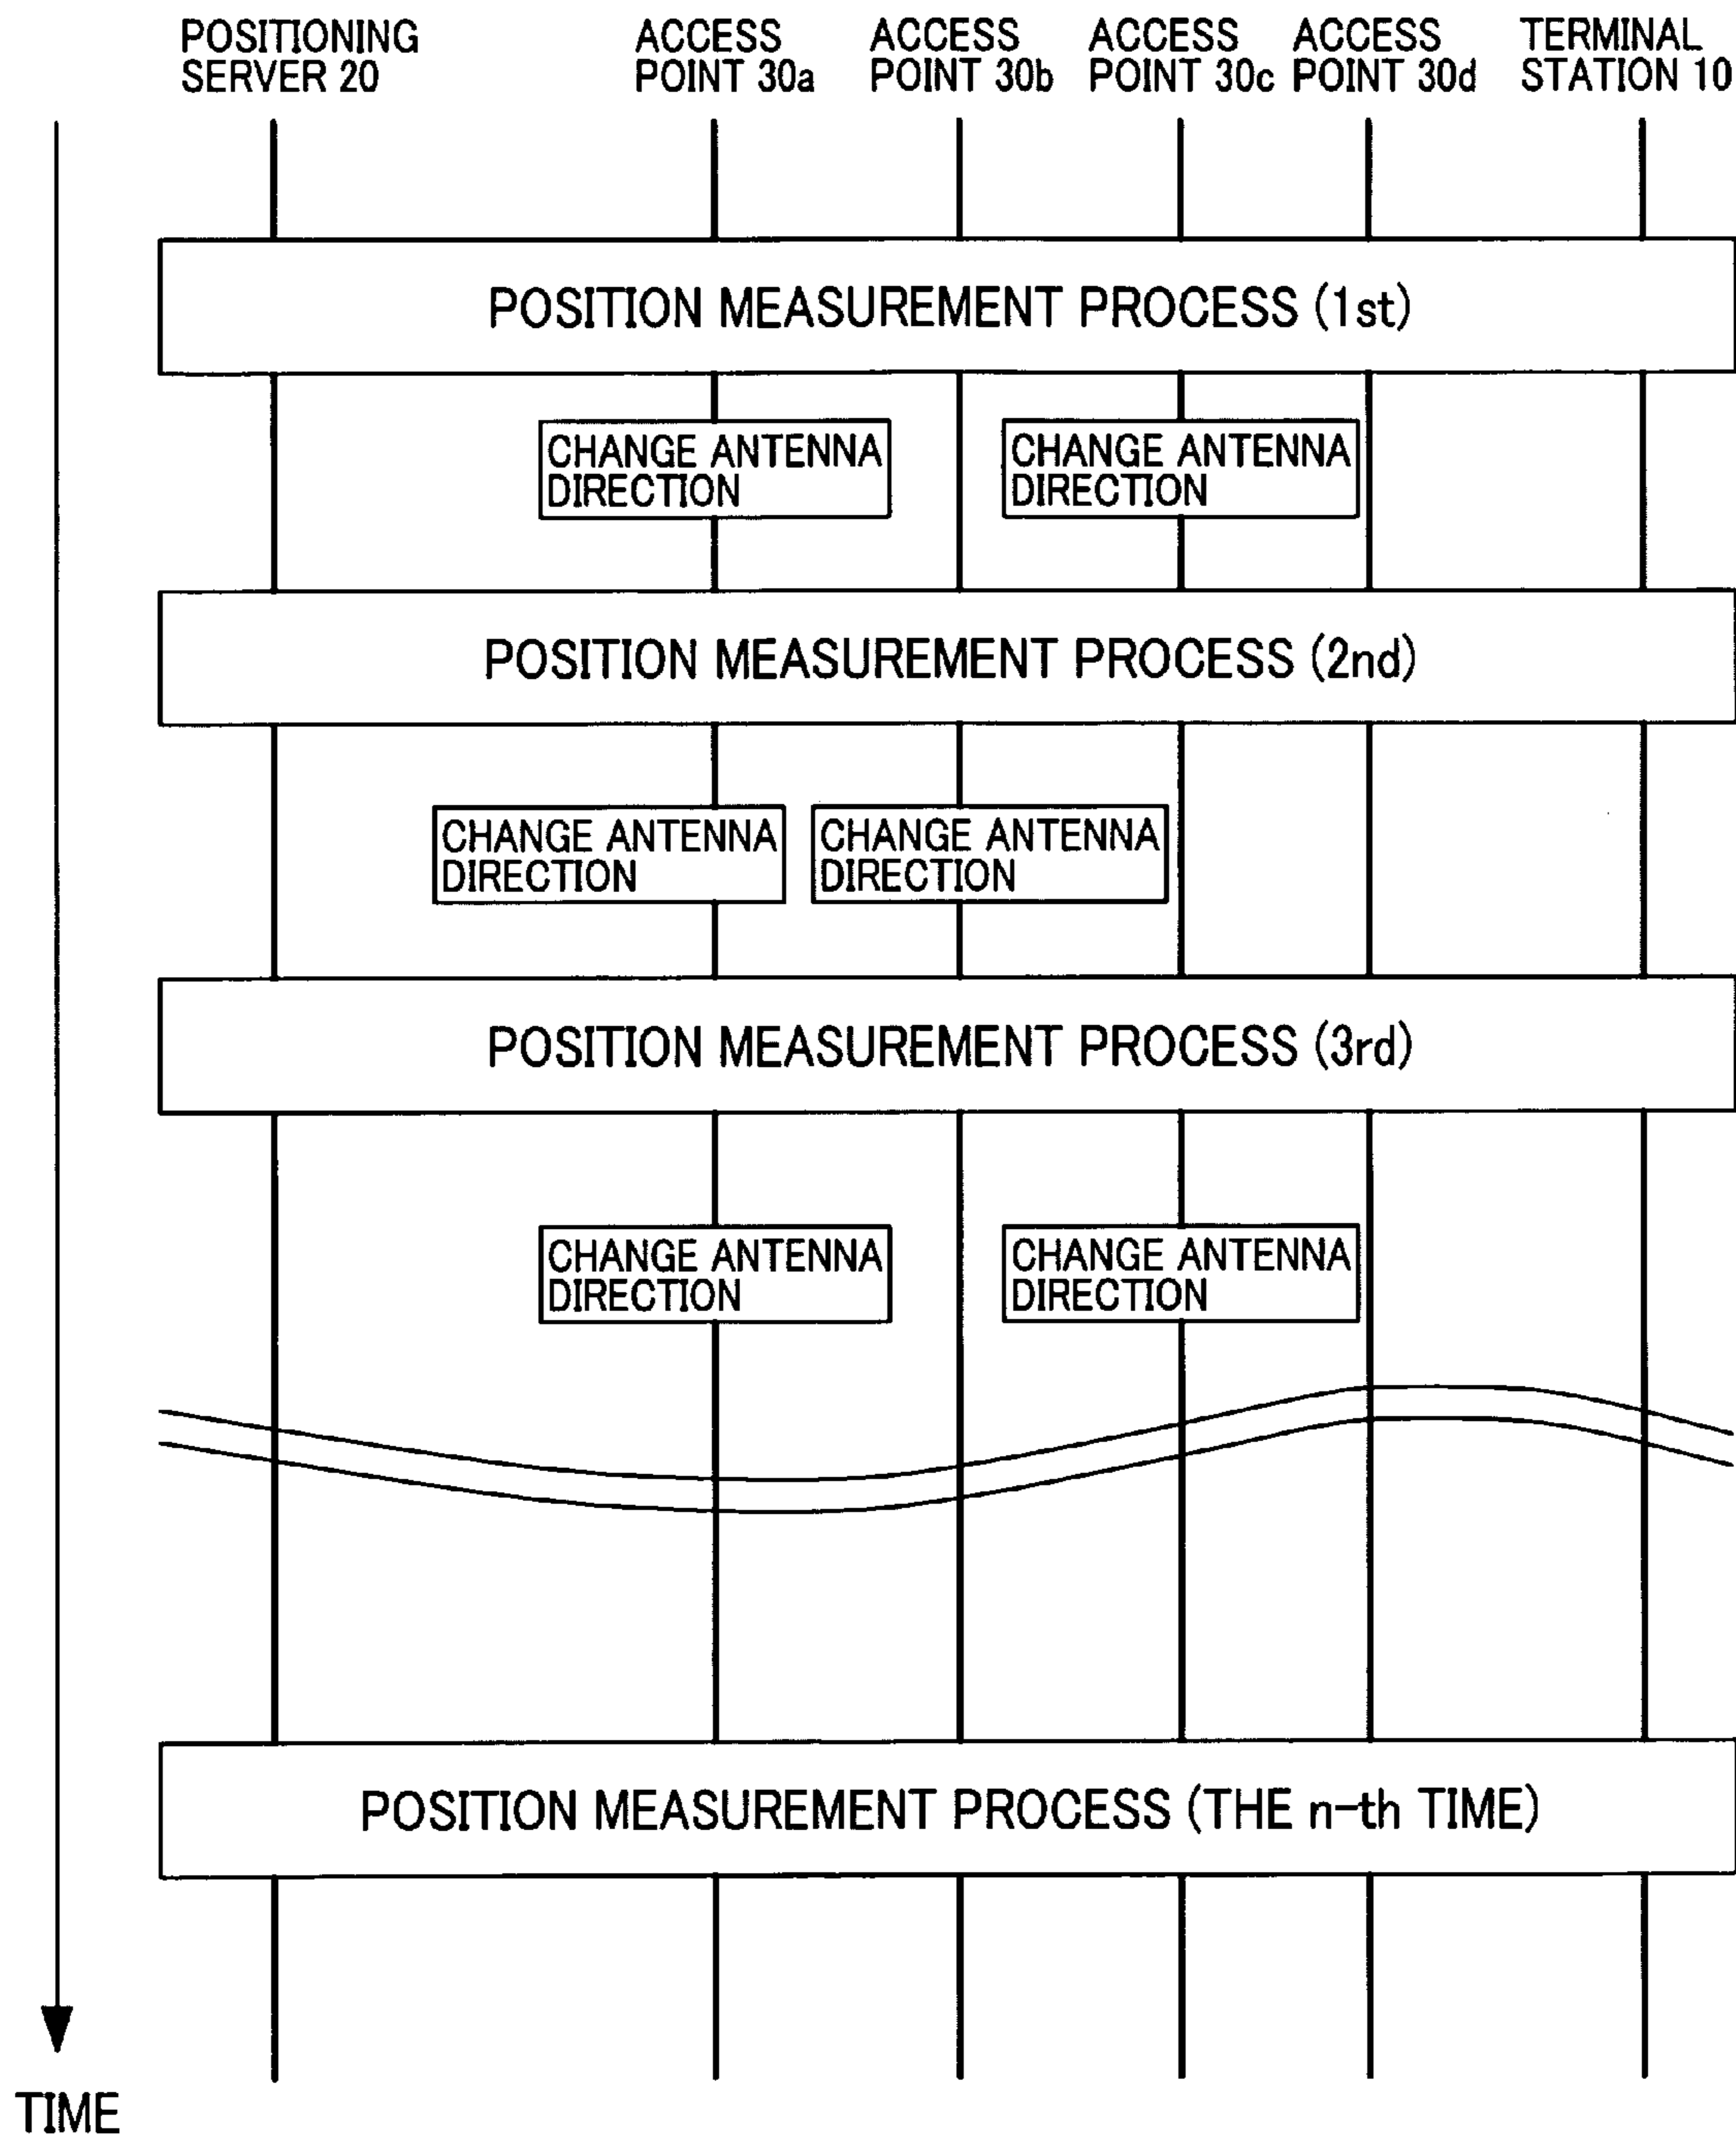 POSITIONING
SERVER 20
ACCESS
POINT 30a
ACCESS
POINT 30b
ACCESS
POINT 30c
ACCESS
POINT 30d
TERMINAL
STATION 10
POSITION MEASUREMENT PROCESS (1st)
CHANGE ANTENNA
DIRECTION
CHANGE ANTENNA
DIRECTION
POSITION MEASUREMENT PROCESS (2nd)
CHANGE ANTENNA
DIRECTION
CHANGE ANTENNA
DIRECTION
POSITION MEASUREMENT PROCESS (3rd)
CHANGE ANTENNA
DIRECTION
CHANGE ANTENNA
DIRECTION
POSITION MEASUREMENT PROCESS (THE n-th TIME)
TIME